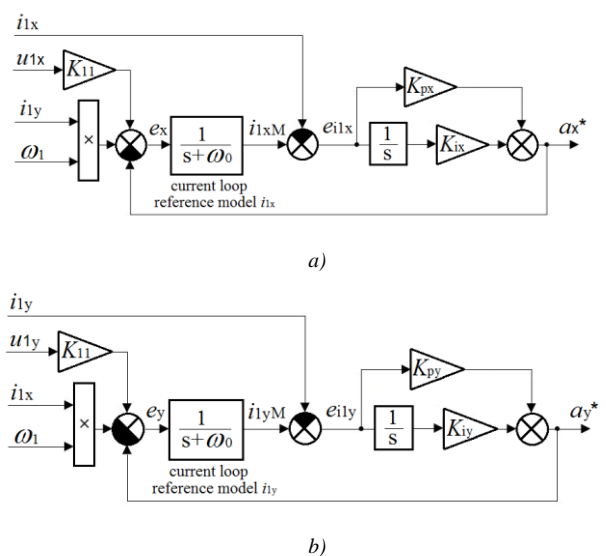 i1x
u1x
K11
Kpx
i1y
ex
1
s+ω0
i1xM
ei1x
1
s
Kix
ax*
×
ω1
current loop
reference model i1x
a)
i1y
u1y
K11
Kpy
i1x
ey
1
s+ω0
i1yM
ei1y
1
s
Kiy
ay*
×
ω1
current loop
reference model i1y
b)